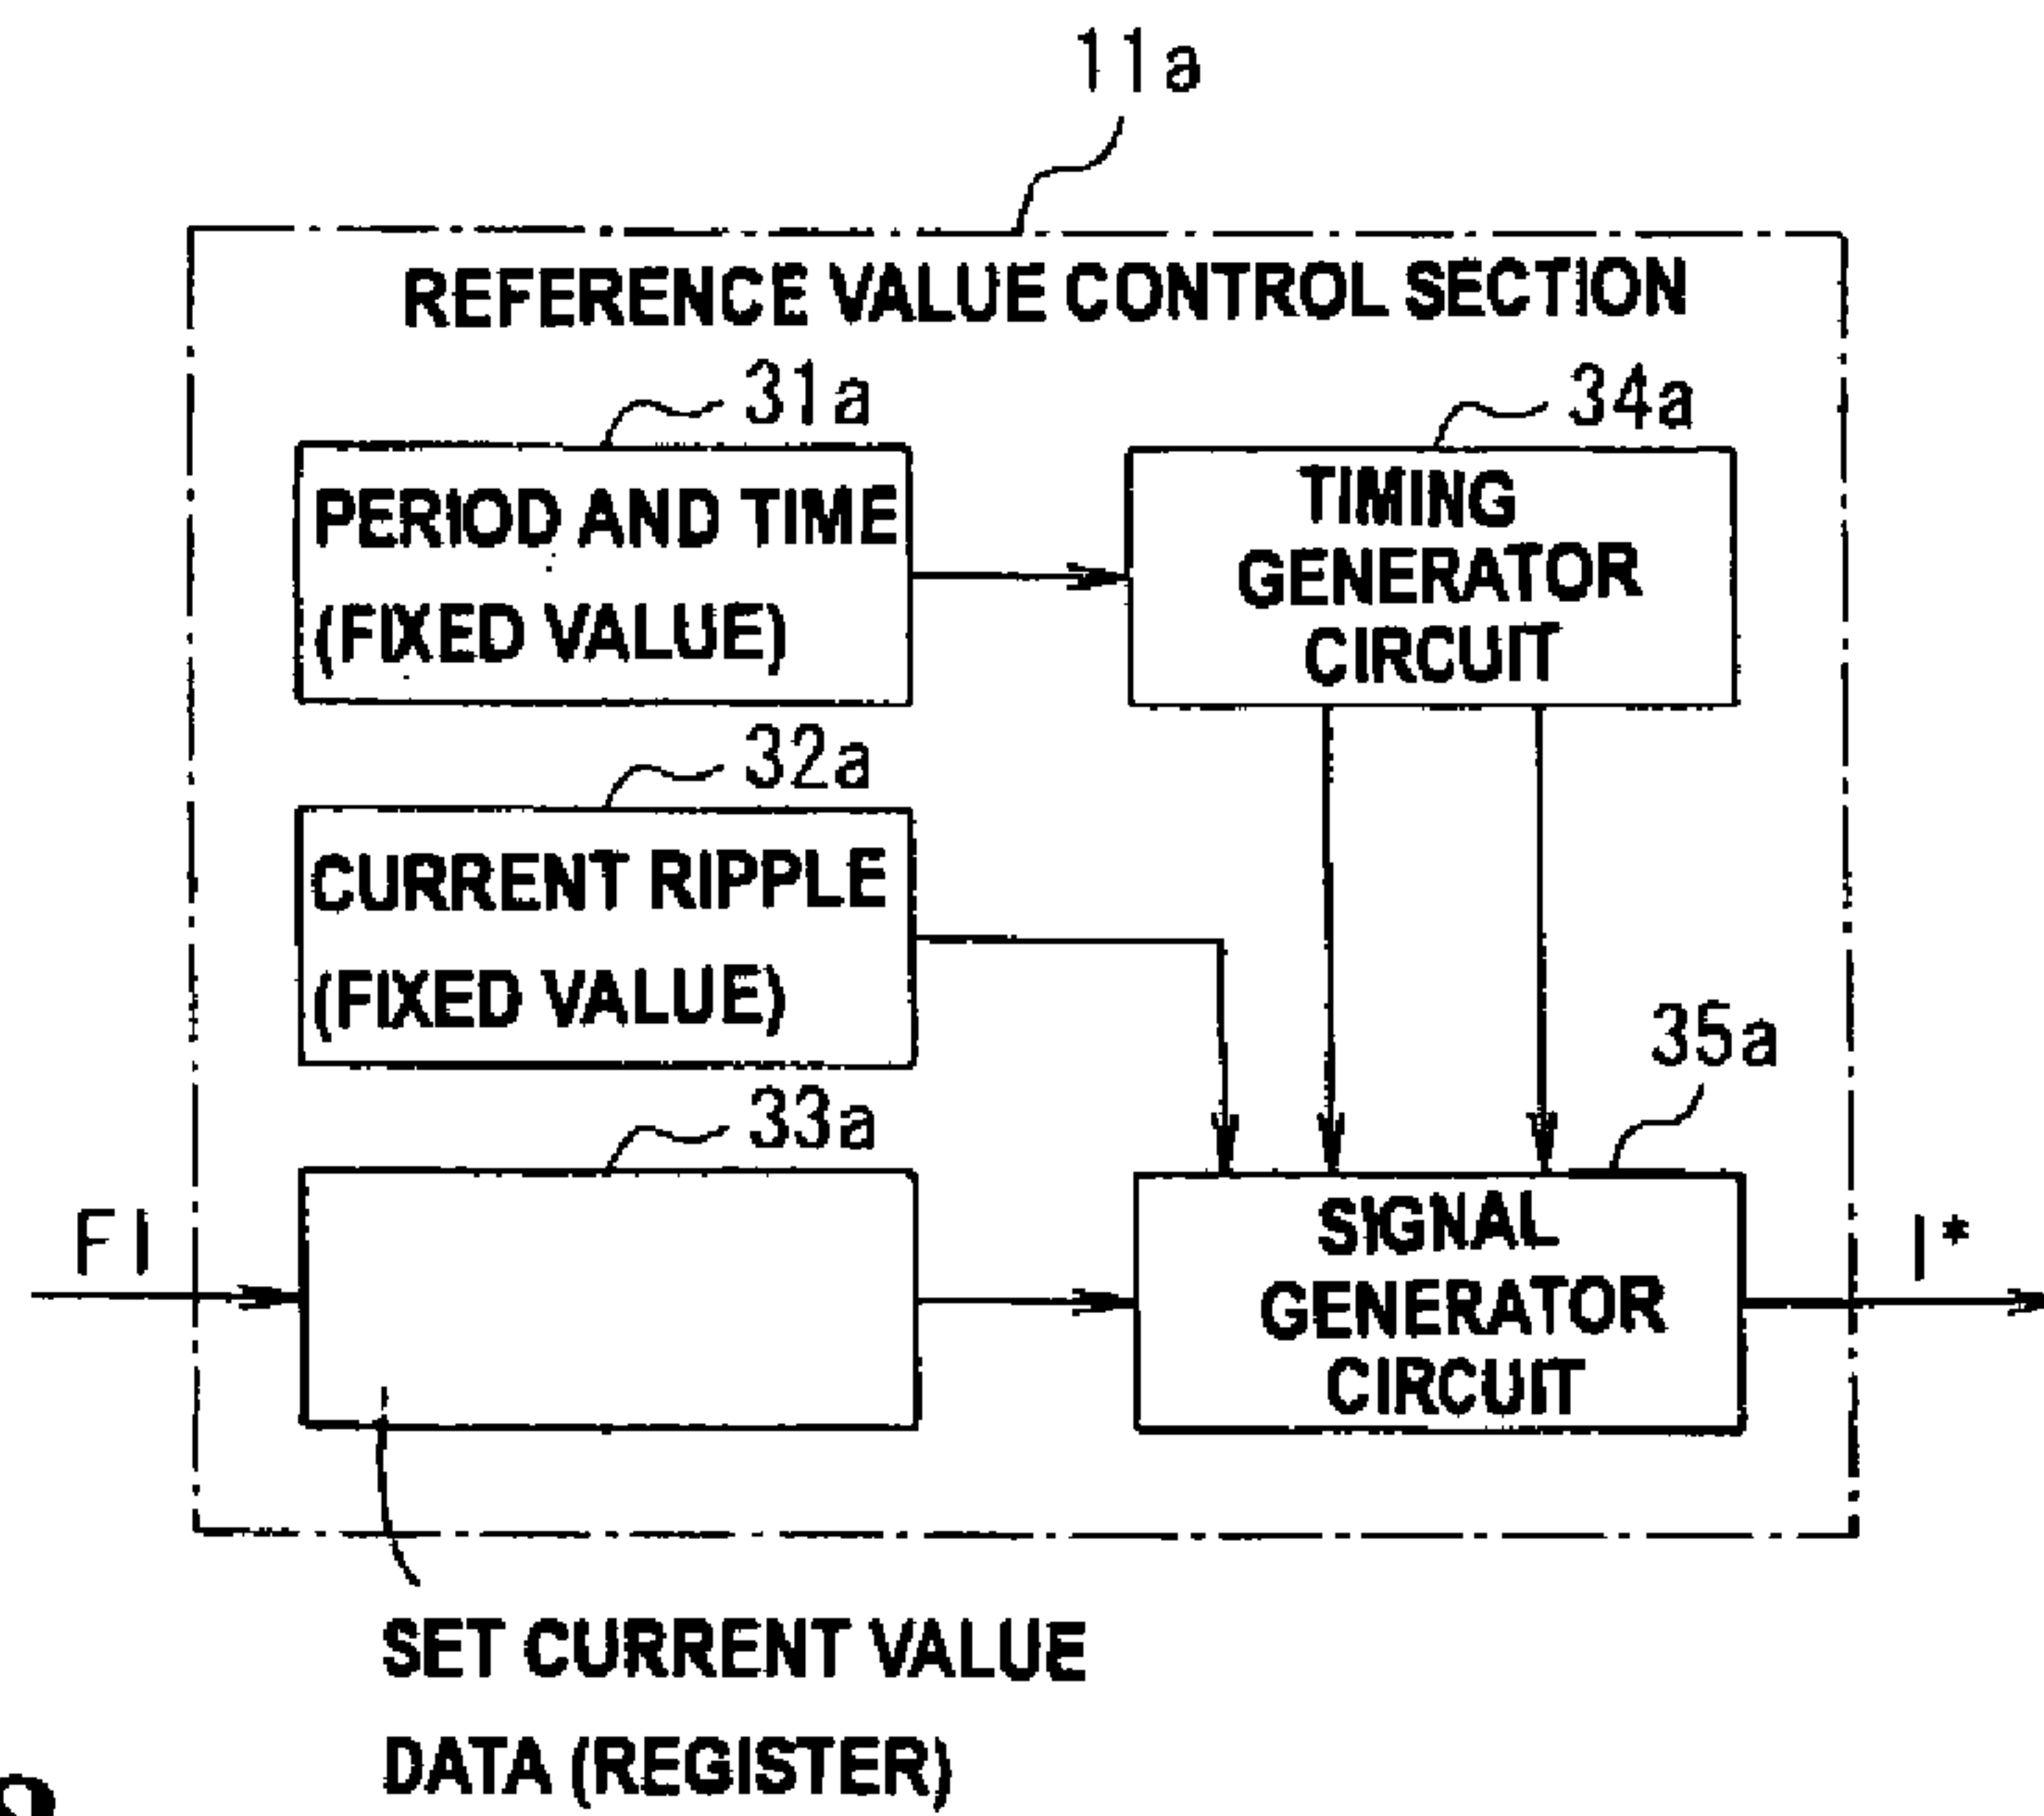 11a
REFERENCE VALUE CONTROL SECTION
31a
34a
PERIOD AND TIME
(FIXED VALUE)
TIMING
GENERATOR
CIRCUIT
32a
CURRENT RIPPLE
(FIXED VALUE)
35a
33a
FI
SIGNAL
GENERATOR
CIRCUIT
I*
SET CURRENT VALUE
DATA (REGISTER)